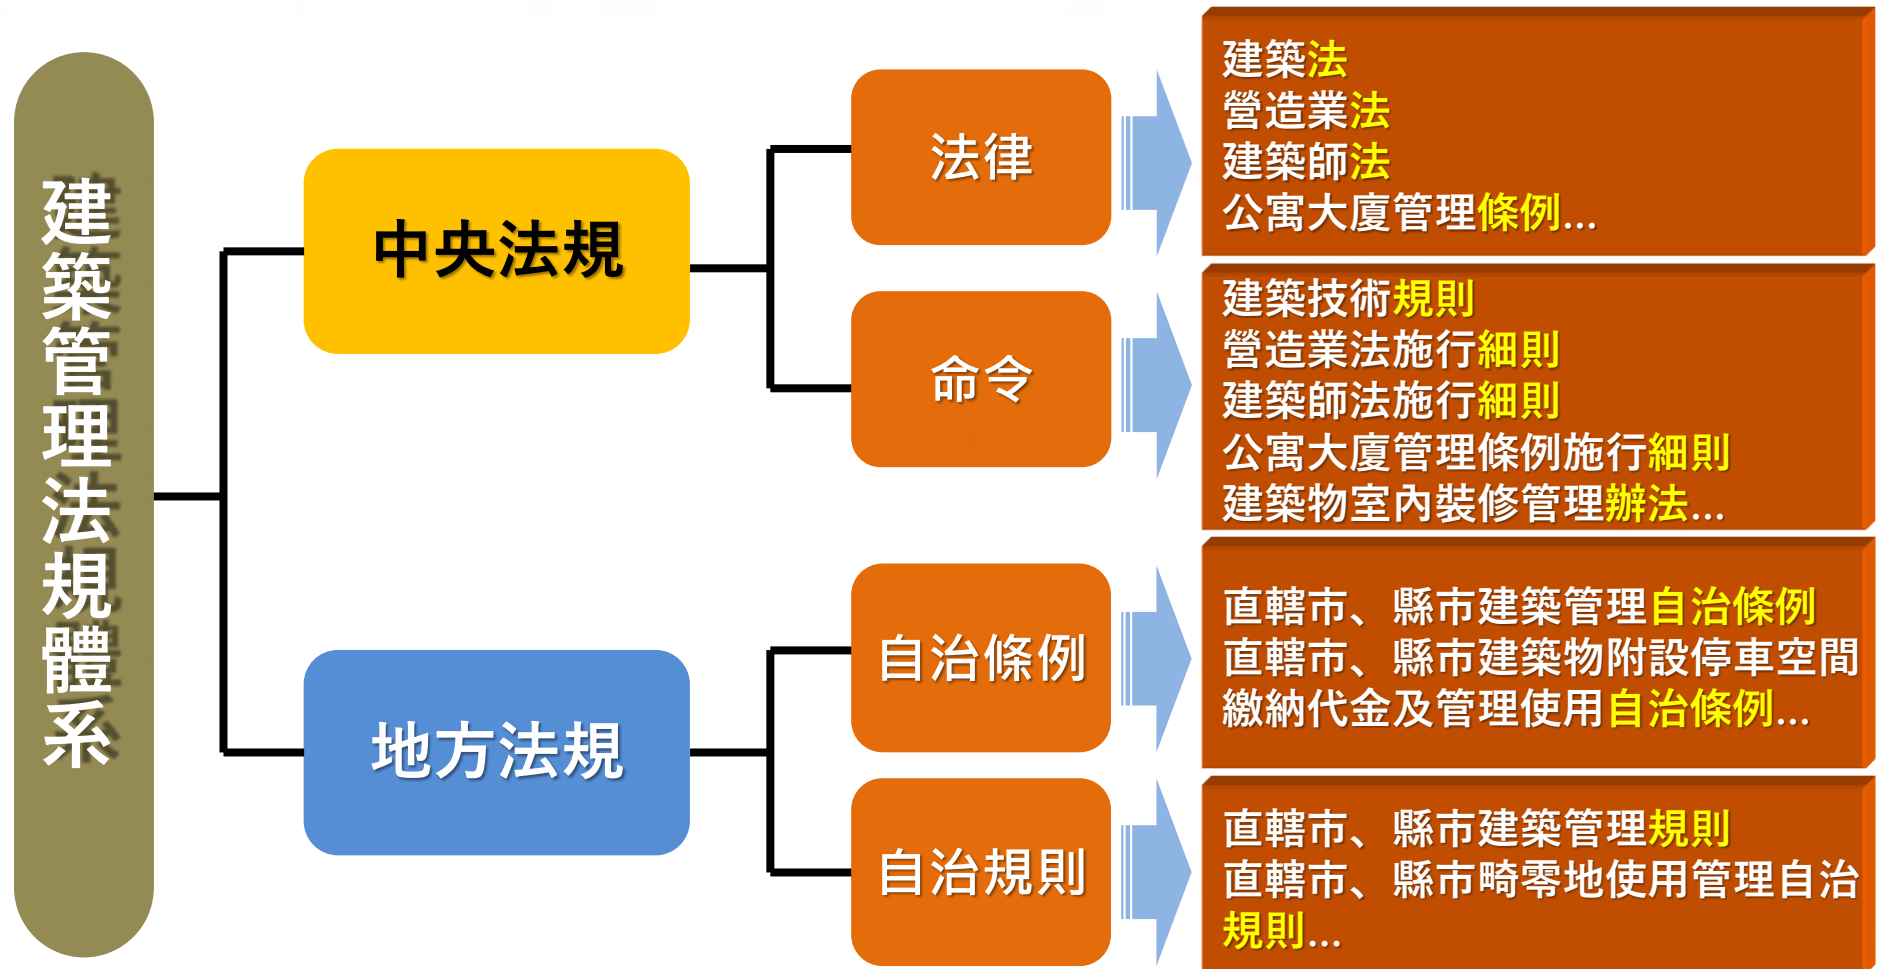 建築管理法規體系
中央法規
法律
建築法
營造業法
建築師法
公寓大廈管理條例...
命令
建築技術規則
營造業法施行細則
建築師法施行細則
公寓大廈管理條例施行細則
建築物室內裝修管理辦法...
地方法規
自治條例
直轄市、縣市建築管理自治條例
直轄市、縣市建築物附設停車空間
繳納代金及管理使用自治條例...
自治規則
直轄市、縣市建築管理規則
直轄市、縣市畸零地使用管理自治
規則...